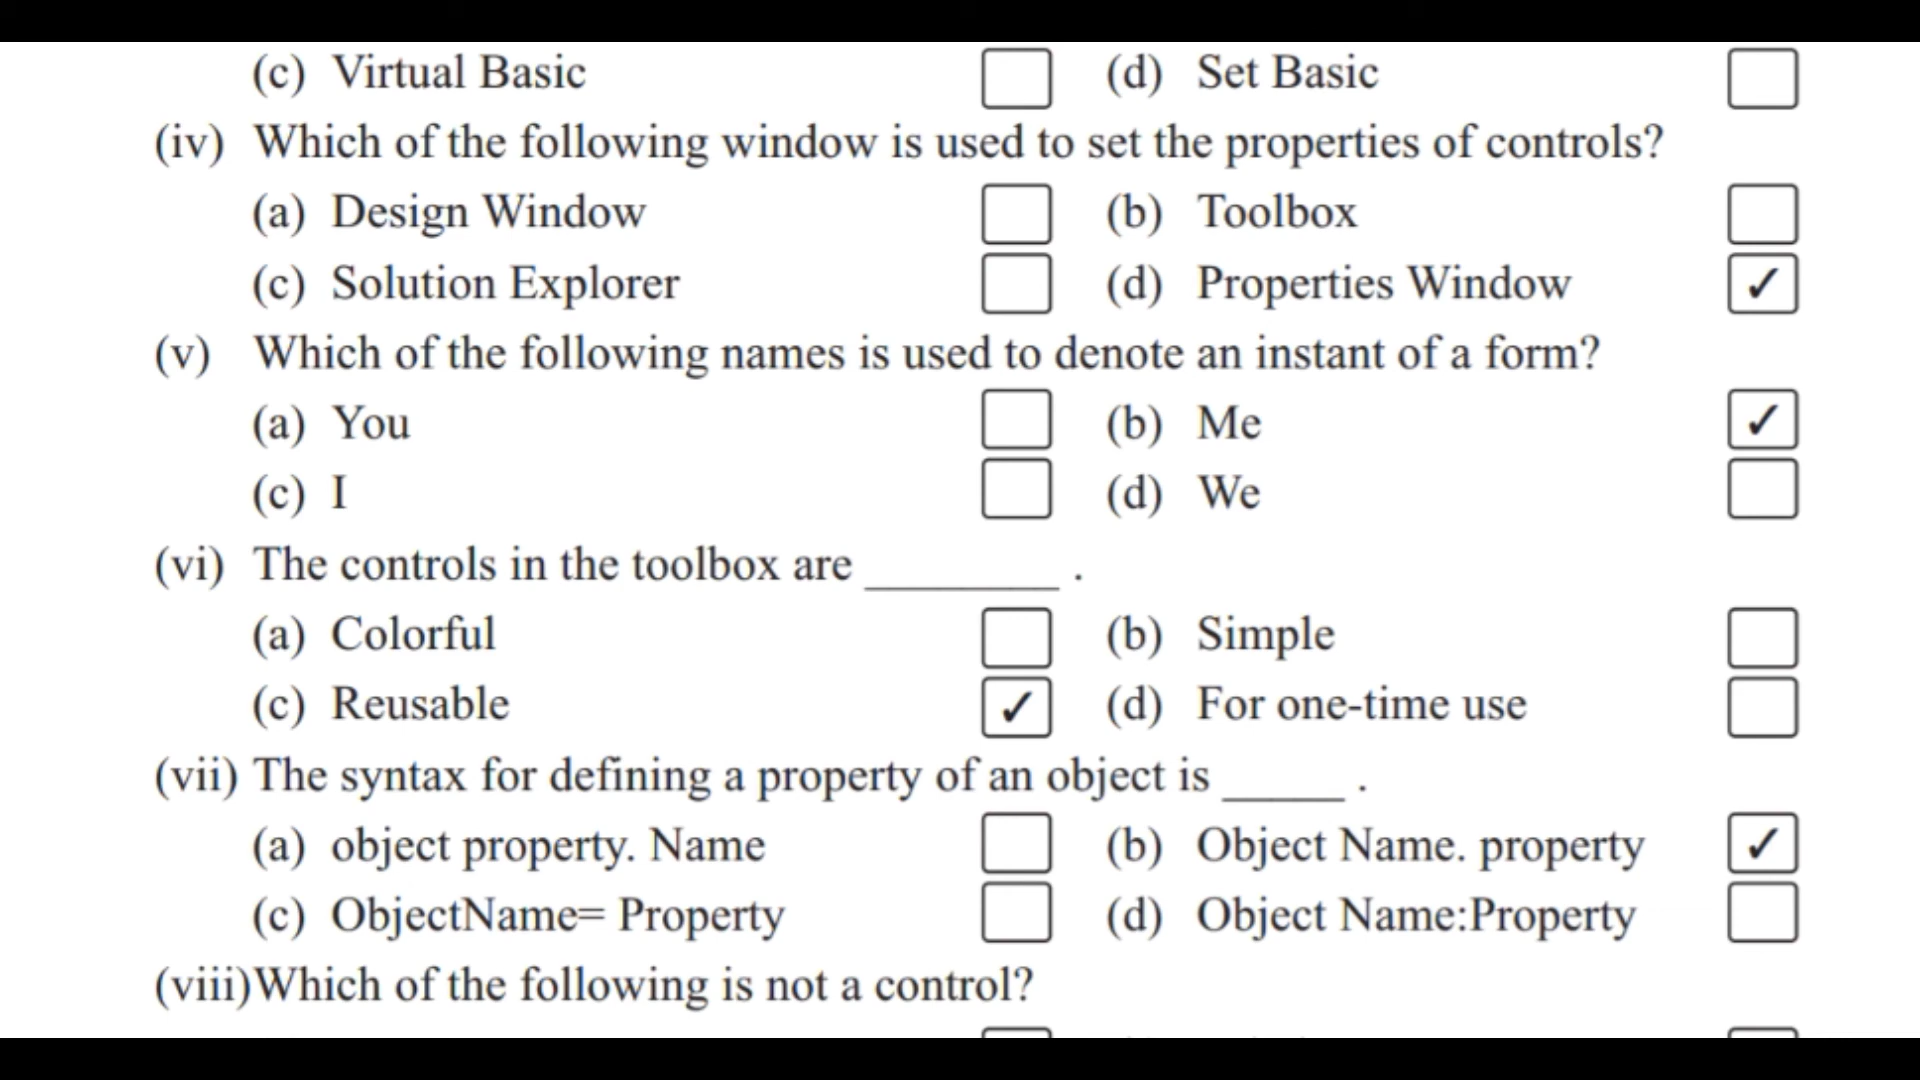 (c) Virtual Basic (d) Set Basic
(iv) Which of the following window is used to set the properties of controls?
(a) Design Window (b) Toolbox
(c) Solution Explorer (d) Properties Window ✓
(v) Which of the following names is used to denote an instant of a form?
(a) You (b) Me ✓
(c) I (d) We
(vi) The controls in the toolbox are ________ .
(a) Colorful (b) Simple
(c) Reusable ✓ (d) For one-time use
(vii) The syntax for defining a property of an object is _____ .
(a) object property. Name (b) Object Name. property ✓
(c) ObjectName= Property (d) Object Name:Property
(viii)Which of the following is not a control?